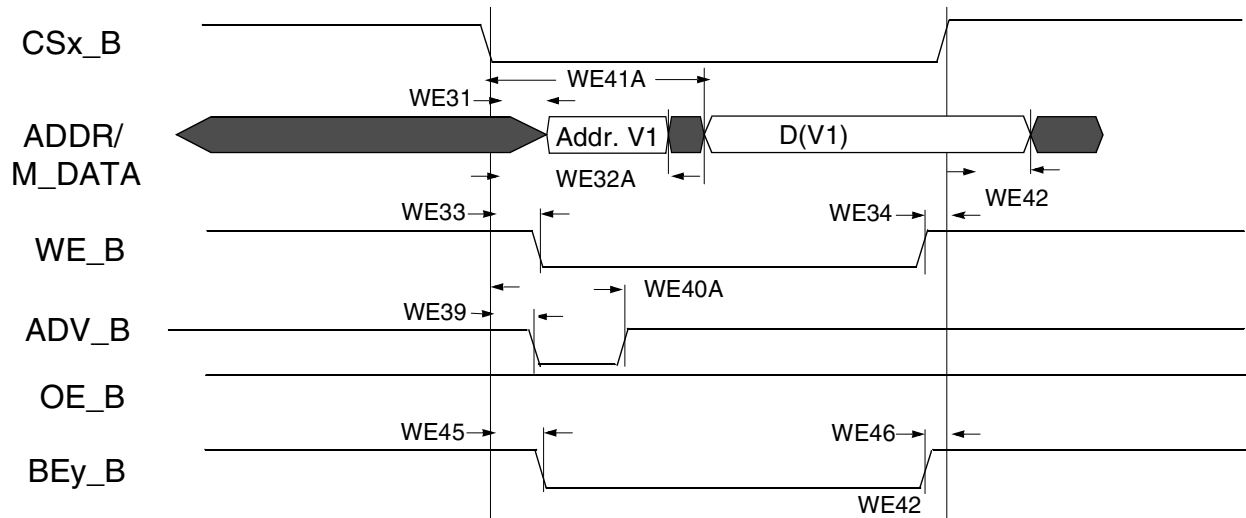 CSx_B
WE41A
WE31
ADDR/
M_DATA
Addr. V1
D(V1)
WE32A
WE42
WE33
WE34
WE_B
WE40A
WE39
ADV_B
OE_B
WE45
WE46
BEy_B
WE42